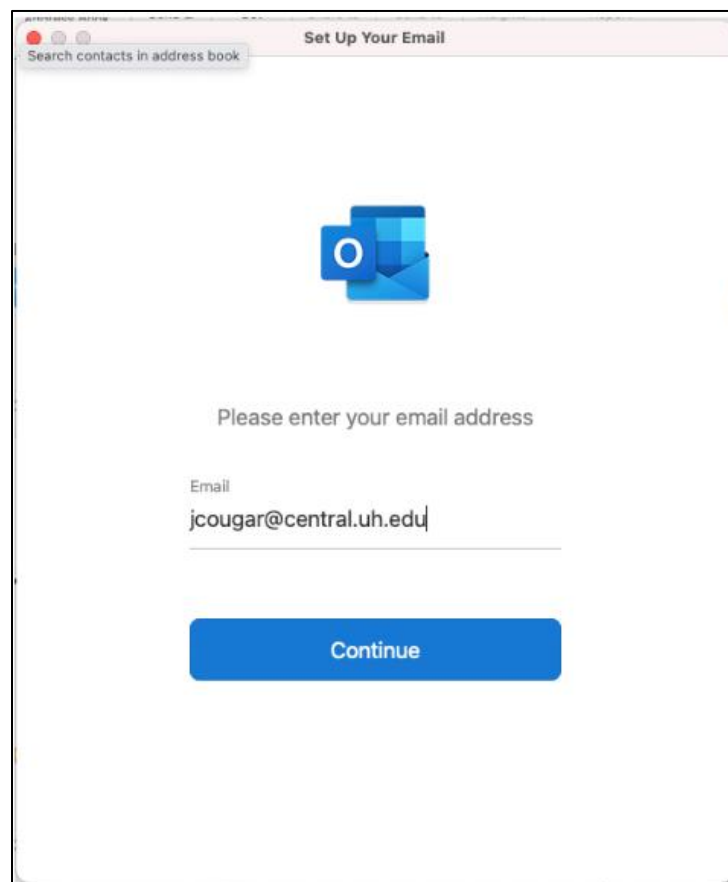 Set Up Your Email
Search contacts in address book
O
Please enter your email address
Email
jcougar@central.uh.edu
Continue